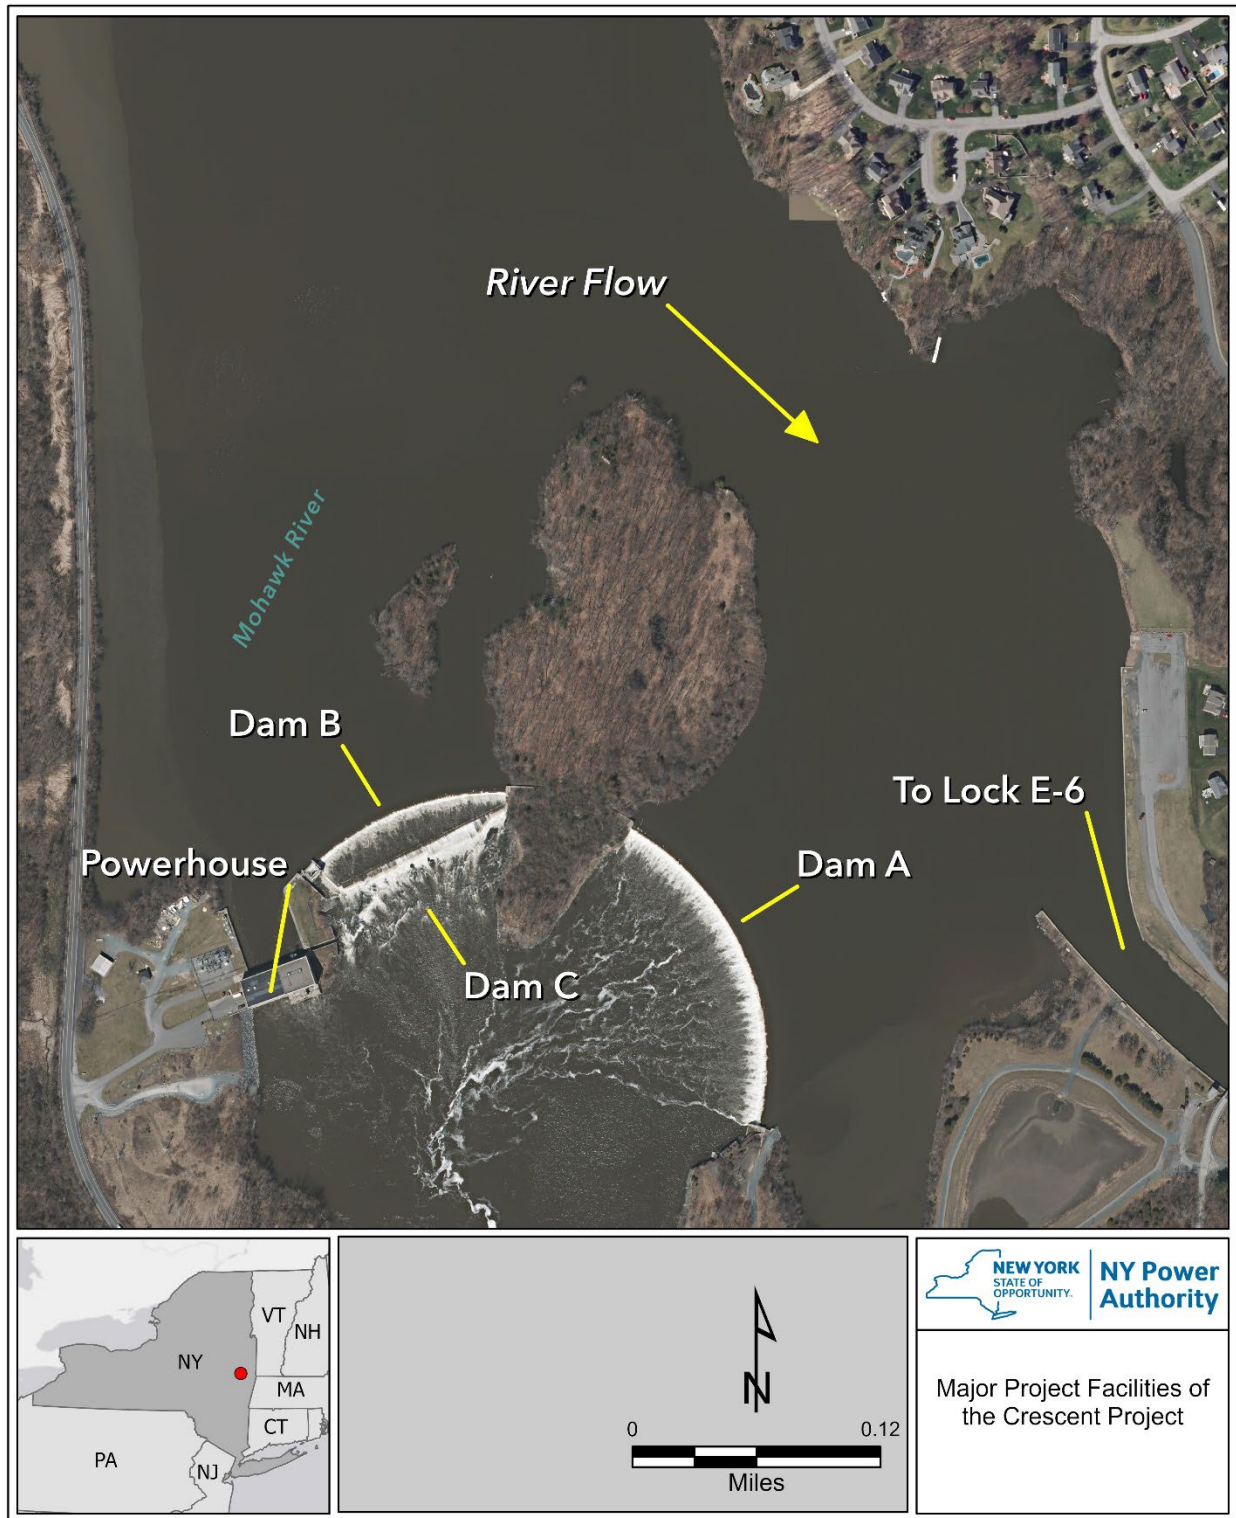 River Flow
Mohawk River
Dam B
To Lock E-6
Powerhouse
Dam A
Dam C
VT
NH
NY
MA
CT
PA
NJ
N
0 0.12
Miles
NEW YORK
STATE OF
OPPORTUNITY.
NY Power
Authority
Major Project Facilities of
the Crescent Project